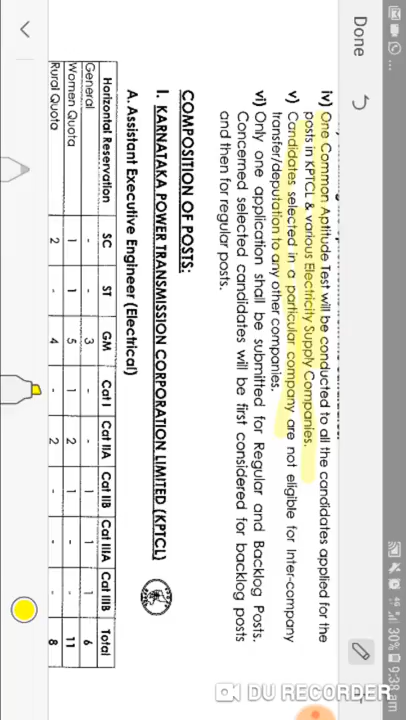 Done
iv) One Common Aptitude Test will be conducted to all the candidates applied for the
posts in KPTCL & various Electricity Supply Companies.
v) Candidates selected in a particular company are not eligible for Inter-company
transfer/deputation to any other companies.
vi) Only one application shall be submitted for Regular and Backlog Posts.
Concerned selected candidates will be first considered for backlog posts
and then for regular posts.
COMPOSITION OF POSTS:
I. KARNATAKA POWER TRANSMISSION CORPORATION LIMITED (KPTCL)
A. Assistant Executive Engineer (Electrical)
Horizontal Reservation SC ST GM Cat I Cat IIA Cat IIB Cat IIIA Cat IIIB Total
General - - 3 - - 1 1 1 6
Women Quota 1 1 5 1 2 1 - - 11
Rural Quota 2 - 4 - 2 - - - 8
4G 30% 9:38 am
DU RECORDER